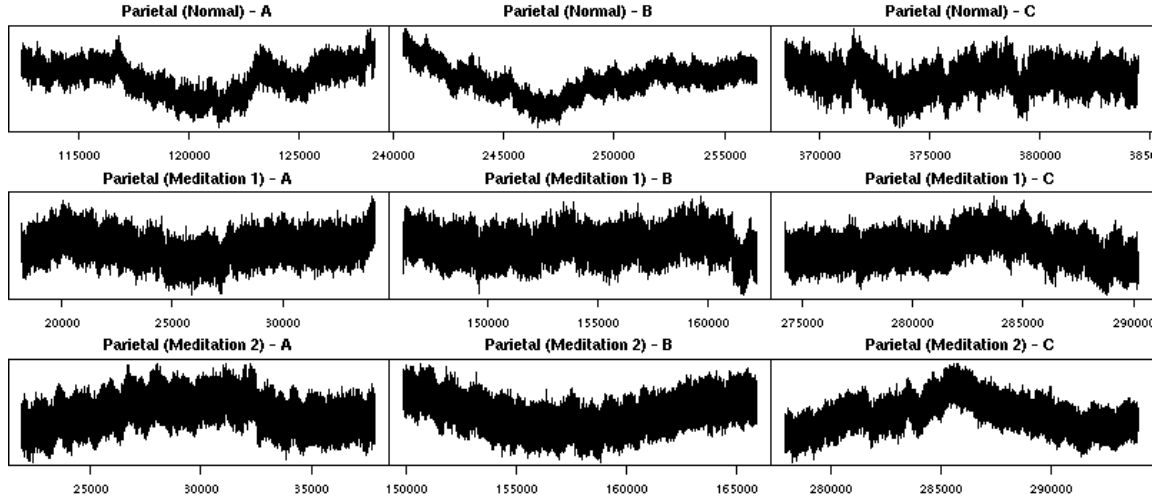 Parietal (Normal) - A Parietal (Normal) - B Parietal (Normal) - C
115000 120000 125000 240000 245000 250000 255000 370000 375000 380000 385
Parietal (Meditation 1) - A Parietal (Meditation 1) - B Parietal (Meditation 1) - C
20000 25000 30000 150000 155000 160000 275000 280000 285000 290000
Parietal (Meditation 2) - A Parietal (Meditation 2) - B Parietal (Meditation 2) - C
25000 30000 35000 150000 155000 160000 165000 280000 285000 290000